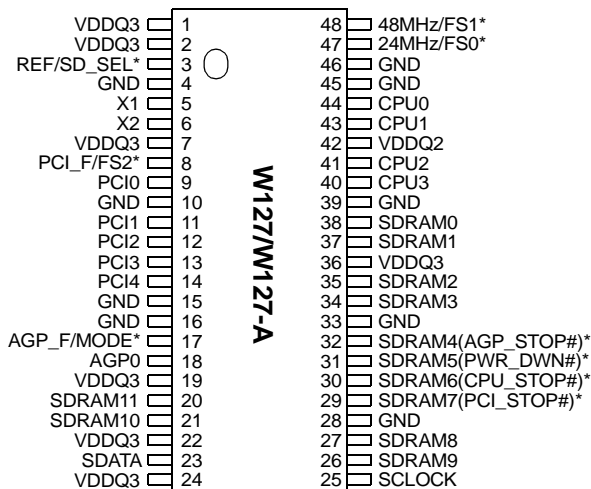 VDDQ3 1 48 48MHz/FS1*
VDDQ3 2 47 24MHz/FS0*
REF/SD_SEL* 3 46 GND
GND 4 45 GND
X1 5 44 CPU0
X2 6 43 CPU1
VDDQ3 7 42 VDDQ2
PCI_F/FS2* 8 41 CPU2
PCI0 9 40 CPU3
GND 10 39 GND
PCI1 11 38 SDRAM0
PCI2 12 37 SDRAM1
PCI3 13 36 VDDQ3
PCI4 14 35 SDRAM2
GND 15 34 SDRAM3
GND 16 33 GND
AGP_F/MODE* 17 32 SDRAM4(AGP_STOP#)*
AGP0 18 31 SDRAM5(PWR_DWN#)*
VDDQ3 19 30 SDRAM6(CPU_STOP#)*
SDRAM11 20 29 SDRAM7(PCI_STOP#)*
SDRAM10 21 28 GND
VDDQ3 22 27 SDRAM8
SDATA 23 26 SDRAM9
VDDQ3 24 25 SCLOCK
W127/W127-A